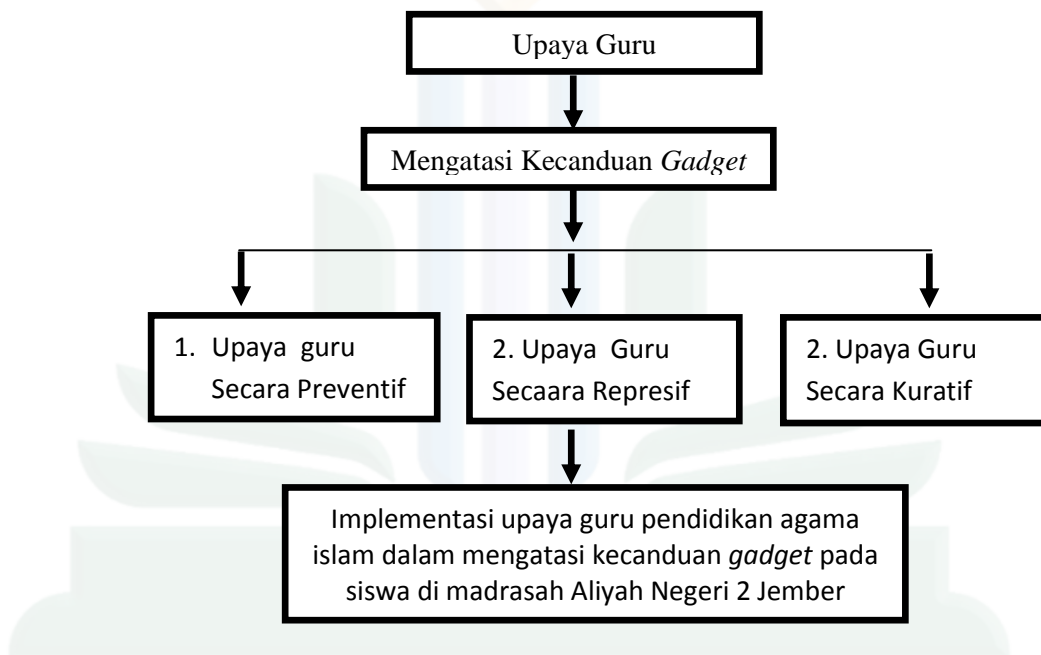 Upaya Guru
Mengatasi Kecanduan Gadget
1. Upaya guru
Secara Preventif
2. Upaya Guru
Secaara Represif
2. Upaya Guru
Secara Kuratif
Implementasi upaya guru pendidikan agama
islam dalam mengatasi kecanduan gadget pada
siswa di madrasah Aliyah Negeri 2 Jember